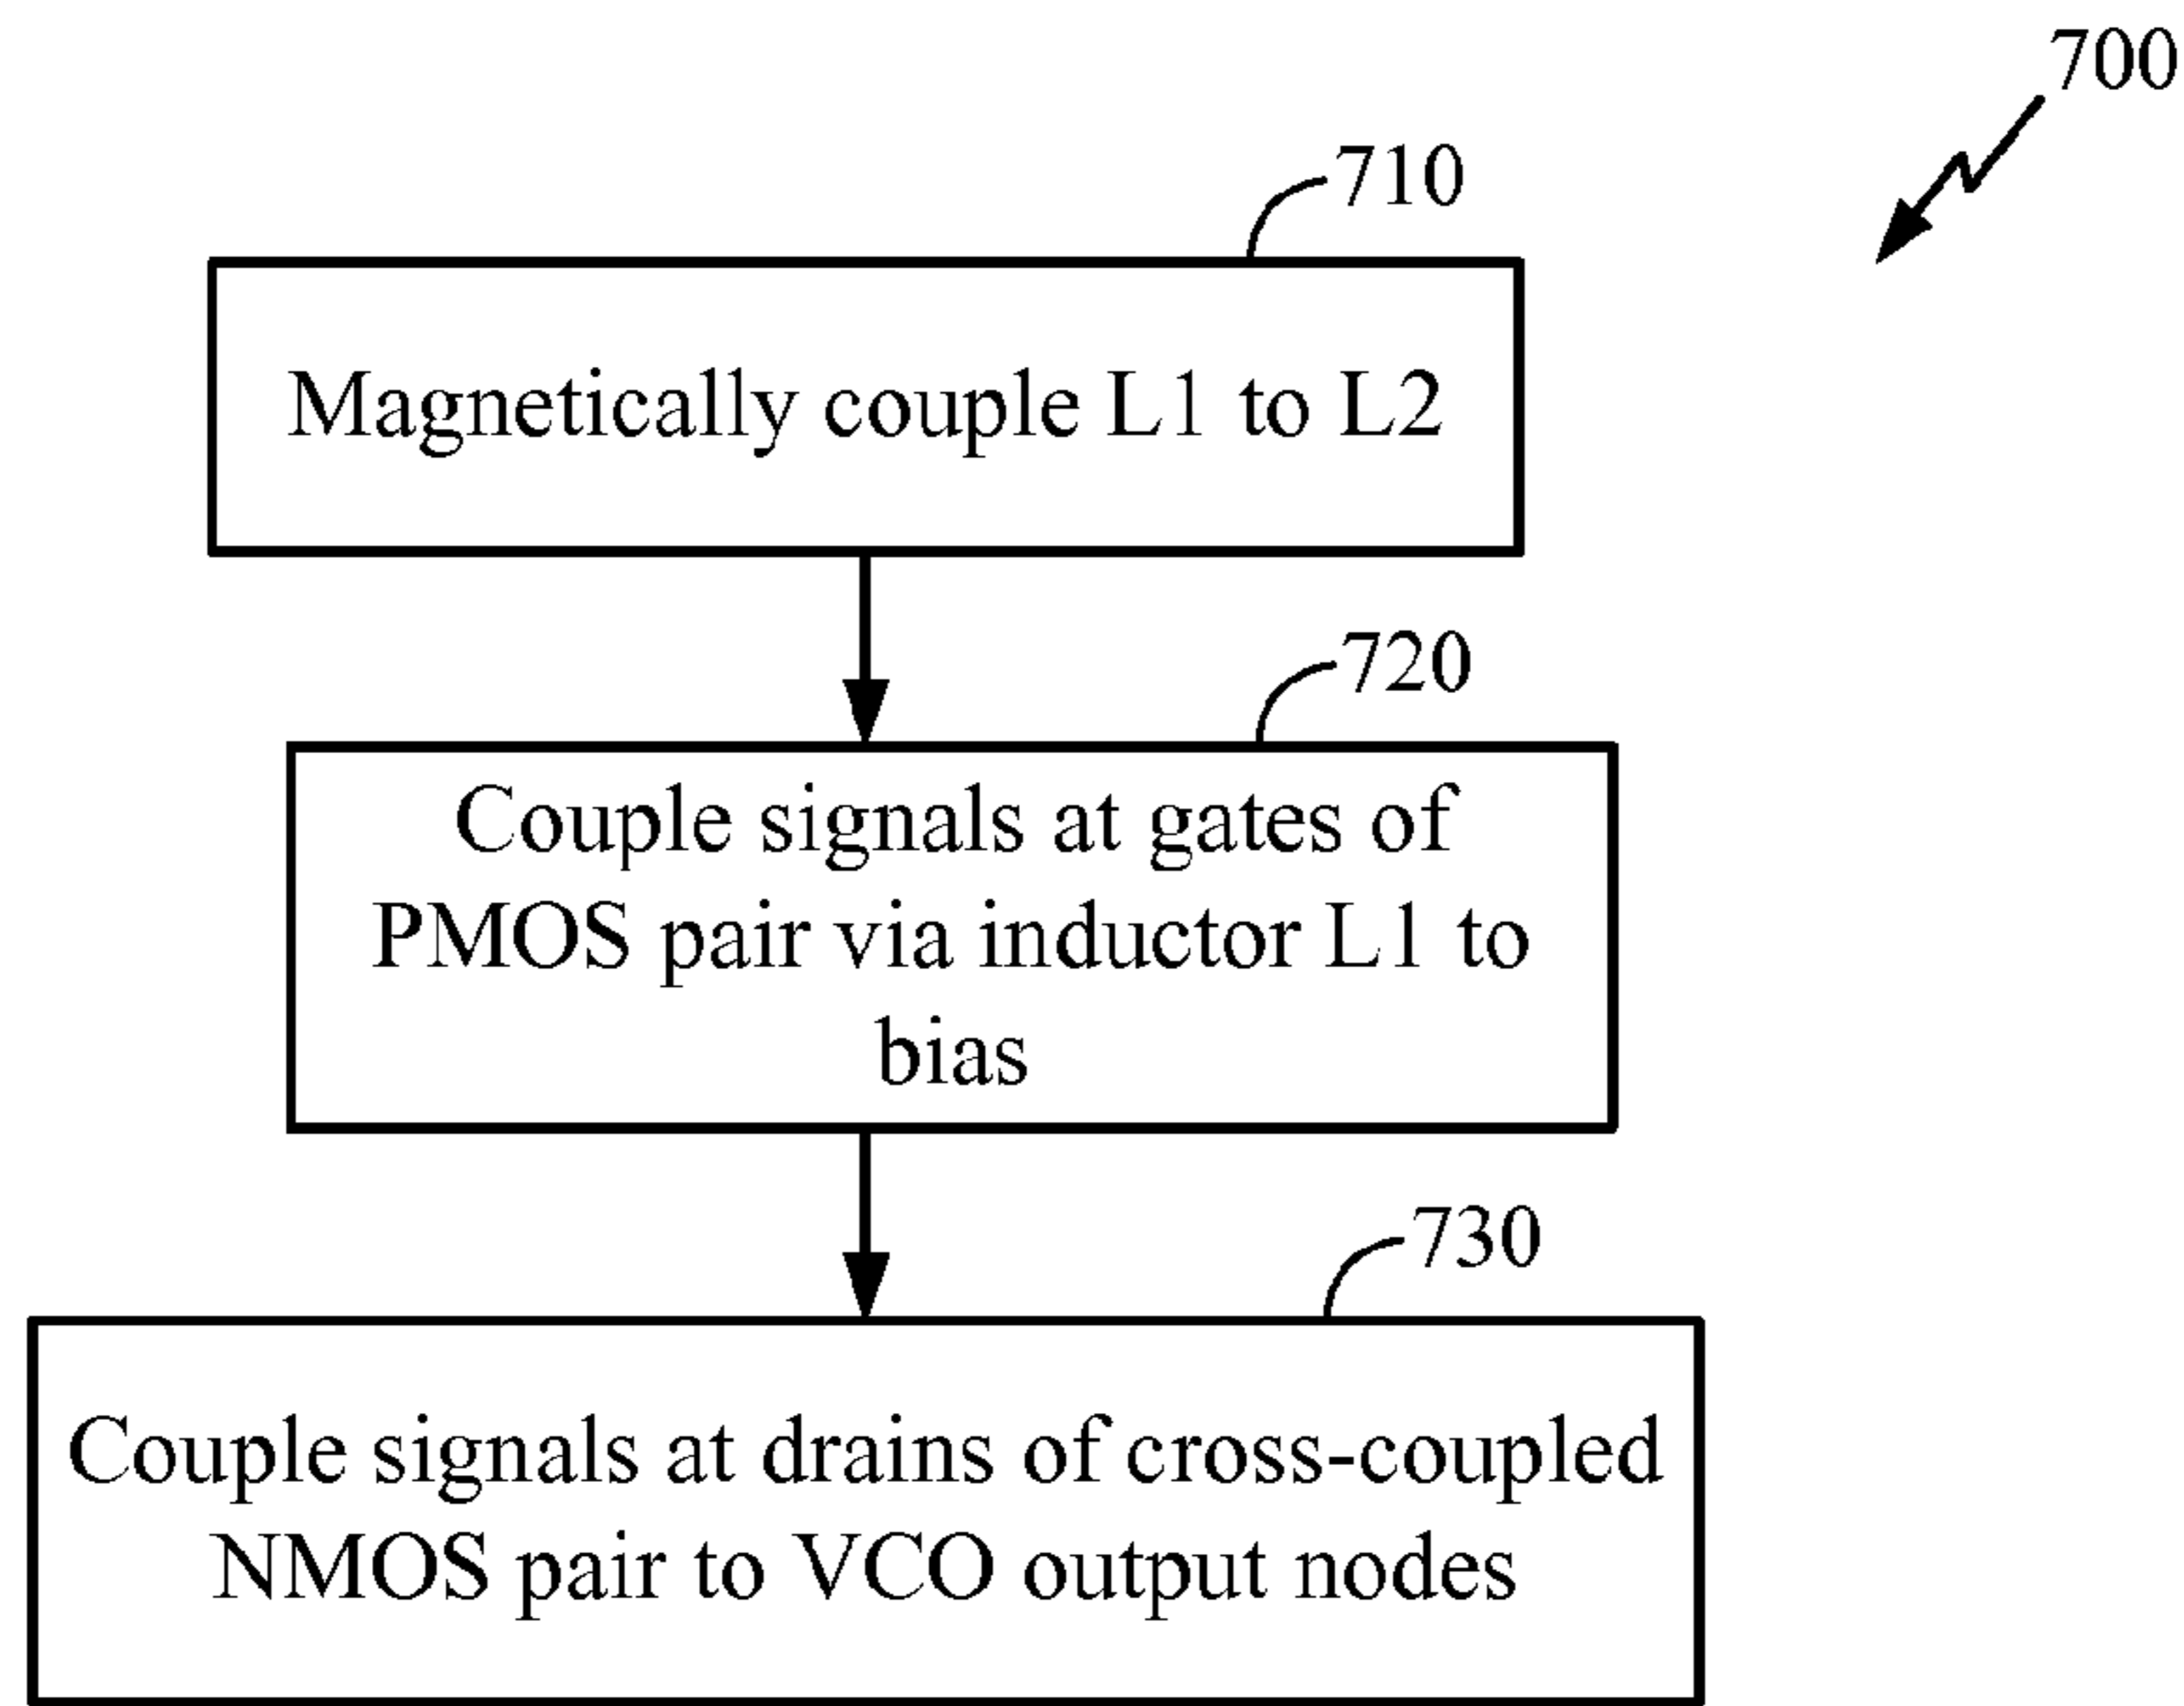 700
710
Magnetically couple L1 to L2
720
Couple signals at gates of
PMOS pair via inductor L1 to
bias
730
Couple signals at drains of cross-coupled
NMOS pair to VCO output nodes